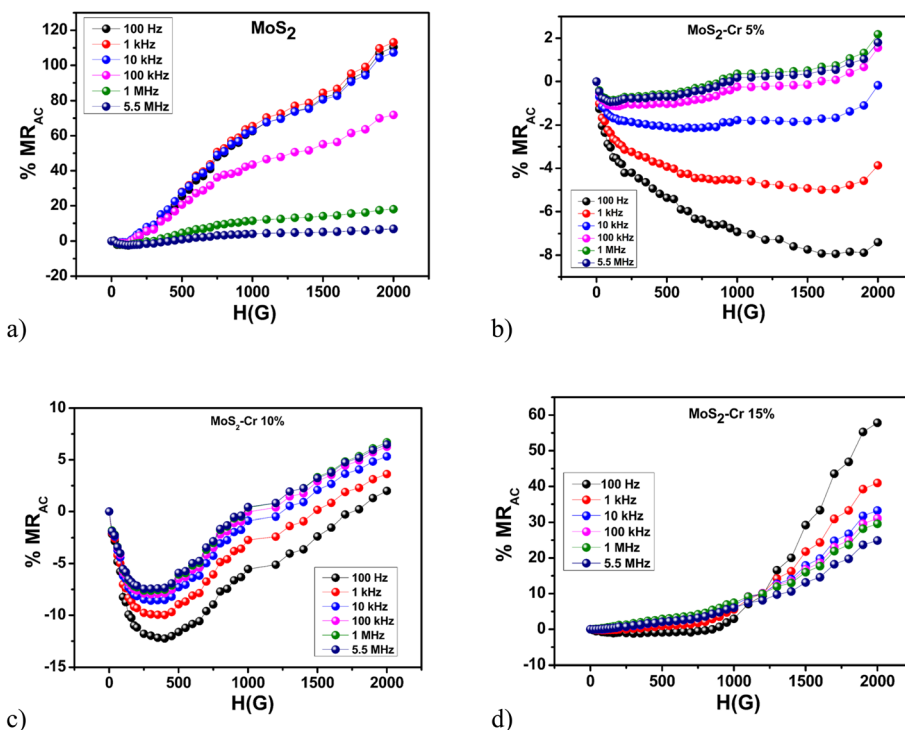 MoS2
100 Hz
1 kHz
10 kHz
100 kHz
1 MHz
5.5 MHz
% MRAC
120
100
80
60
40
20
0
-20
0 500 1000 1500 2000
H(G)
a)
MoS2-Cr 5%
% MRAC
2
0
-2
-4
-6
-8
100 Hz
1 kHz
10 kHz
100 kHz
1 MHz
5.5 MHz
0 500 1000 1500 2000
H(G)
b)
MoS2-Cr 10%
% MRAC
10
5
0
-5
-10
-15
100 Hz
1 kHz
10 kHz
100 kHz
1 MHz
5.5 MHz
0 500 1000 1500 2000
H(G)
c)
MoS2-Cr 15%
% MRAC
60
50
40
30
20
10
0
-10
100 Hz
1 kHz
10 kHz
100 kHz
1 MHz
5.5 MHz
0 500 1000 1500 2000
H(G)
d)